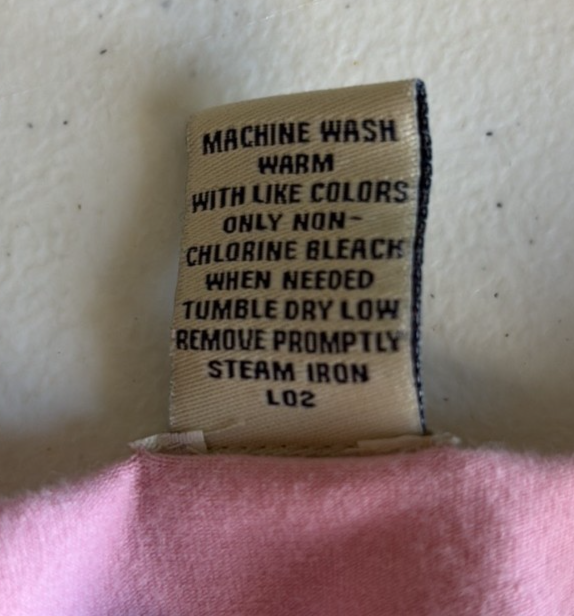 MACHINE WASH
WARM
WITH LIKE COLORS
ONLY NON-
CHLORINE BLEACH
WHEN NEEDED
TUMBLE DRY LOW
REMOVE PROMPTLY
STEAM IRON
L02